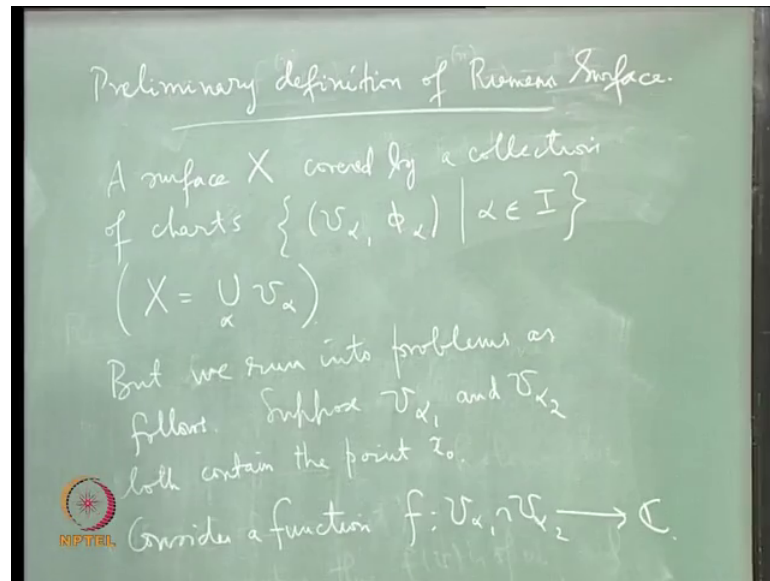 Preliminary definition of Riemann Surface.
A surface X covered by a collection
of charts { (U_α, ϕ_α) | α ∈ I }
( X = ∪_α U_α )
But we run into problems as
follows. Suppose U_α₁ and U_α₂
both contain the point z₀.
Consider a function f : U_α₁ ∩ U_α₂ ⟶ ℂ.
NPTEL